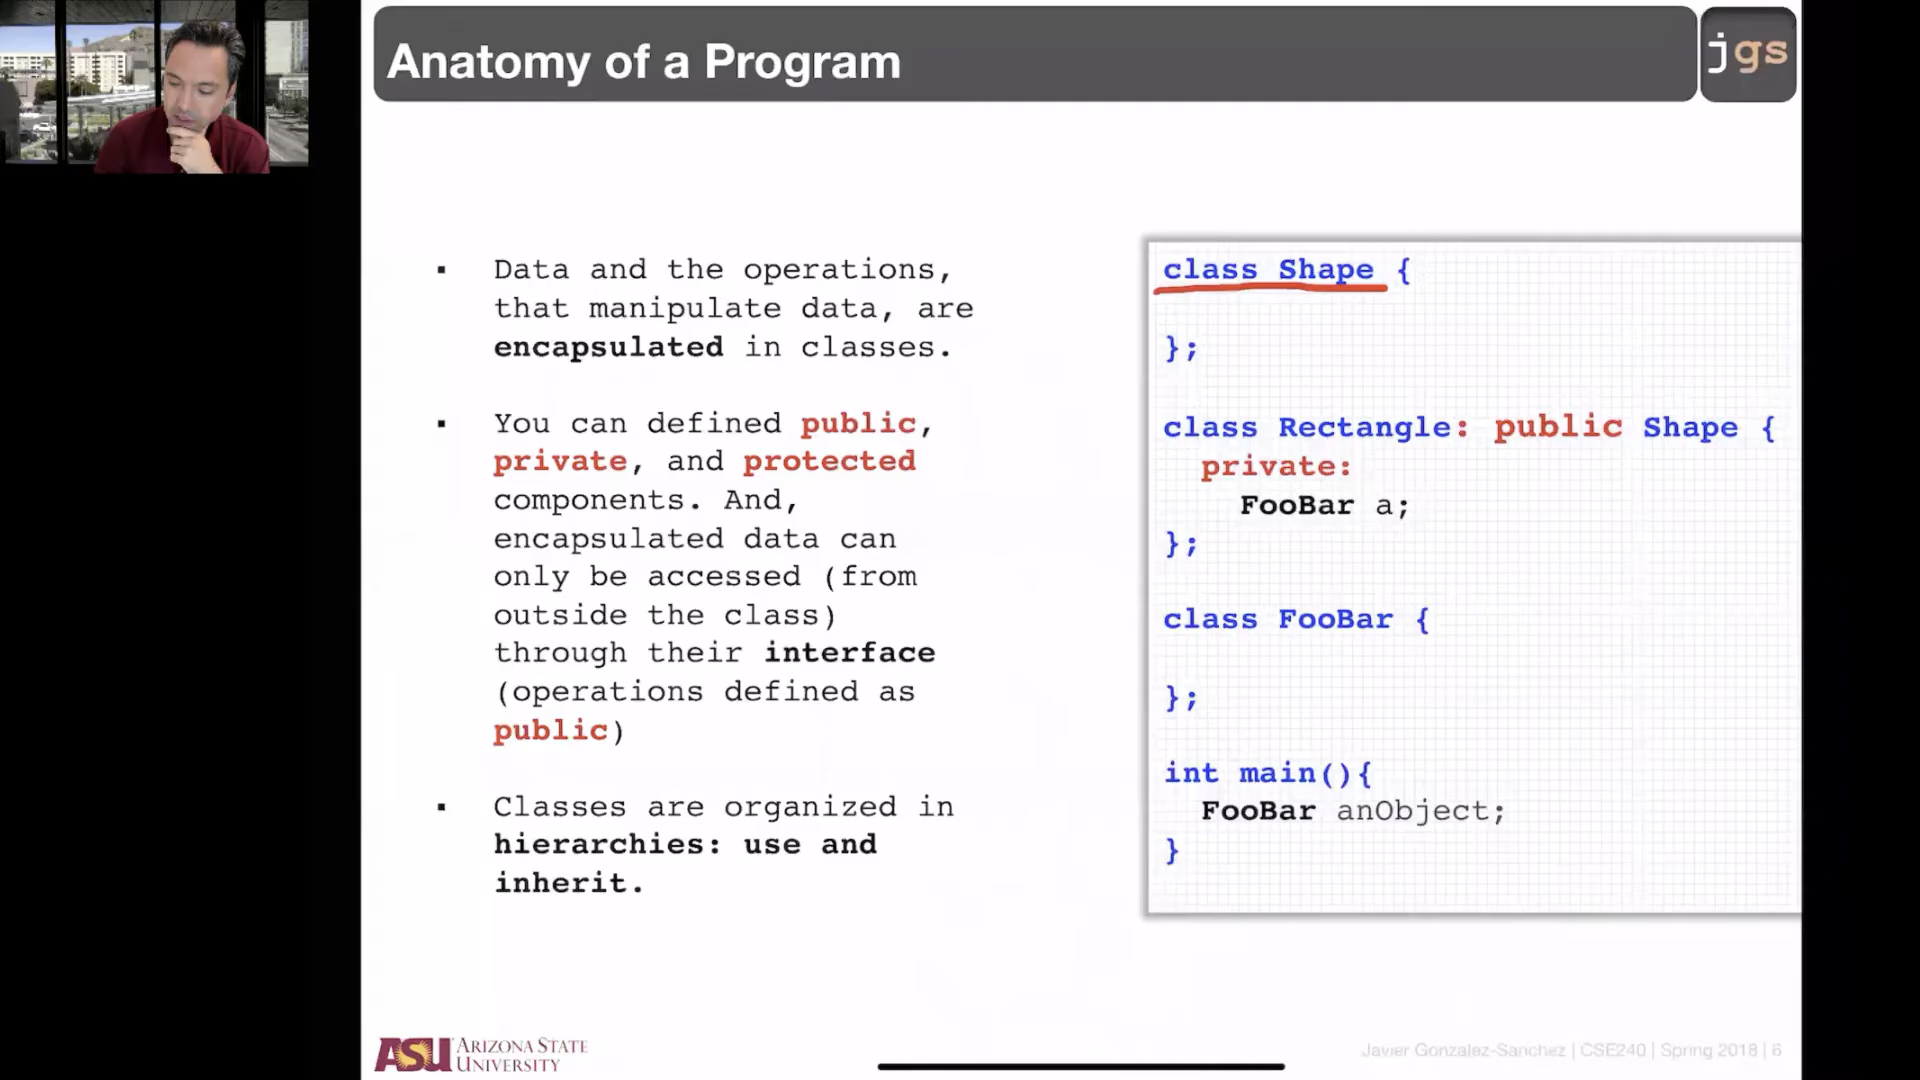 Anatomy of a Program
jgs
▪ Data and the operations,
that manipulate data, are
encapsulated in classes.
▪ You can defined public,
private, and protected
components. And,
encapsulated data can
only be accessed (from
outside the class)
through their interface
(operations defined as
public)
▪ Classes are organized in
hierarchies: use and
inherit.
class Shape {
};
class Rectangle: public Shape {
private:
FooBar a;
};
class FooBar {
};
int main(){
FooBar anObject;
}
ASU ARIZONA STATE
UNIVERSITY
Javier Gonzalez-Sanchez | CSE240 | Spring 2018 | 6